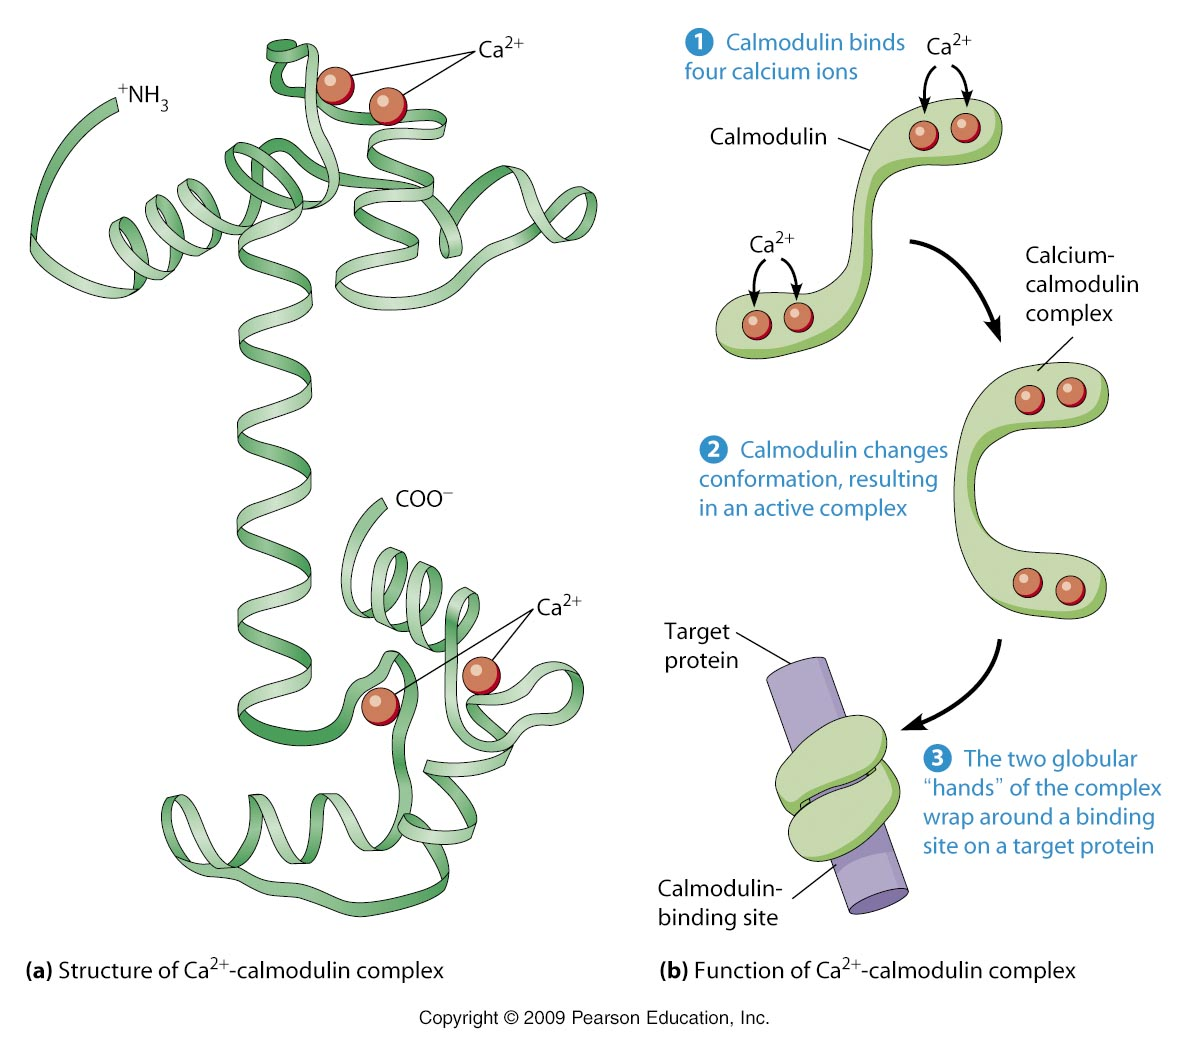 Ca²⁺
⁺NH₃
COO⁻
Ca²⁺
(a) Structure of Ca²⁺-calmodulin complex
1 Calmodulin binds
four calcium ions
Ca²⁺
Calmodulin
Ca²⁺
Calcium-
calmodulin
complex
2 Calmodulin changes
conformation, resulting
in an active complex
Target
protein
3 The two globular
“hands” of the complex
wrap around a binding
site on a target protein
Calmodulin-
binding site
(b) Function of Ca²⁺-calmodulin complex
Copyright © 2009 Pearson Education, Inc.